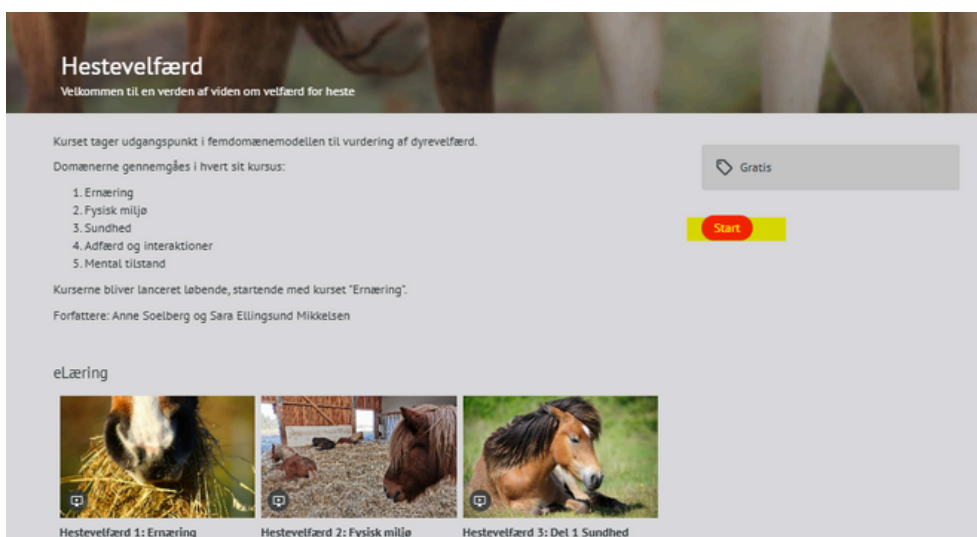 Hestevelfærd
Velkommen til en verden af viden om velfærd for heste
Kurset tager udgangspunkt i femdomænemodellen til vurdering af dyrevelfærd.
Domænerne gennemgåes i hvert sit kursus:
1. Ernæring
2. Fysisk miljø
3. Sundhed
4. Adfærd og interaktioner
5. Mental tilstand
Kurserne bliver lanceret løbende, startende med kurset "Ernæring".
Forfattere: Anne Soelberg og Sara Ellingsund Mikkelsen
Gratis
Start
eLæring
Hestevelfærd 1: Ernæring
Hestevelfærd 2: Fysisk miljø
Hestevelfærd 3: Del 1 Sundhed